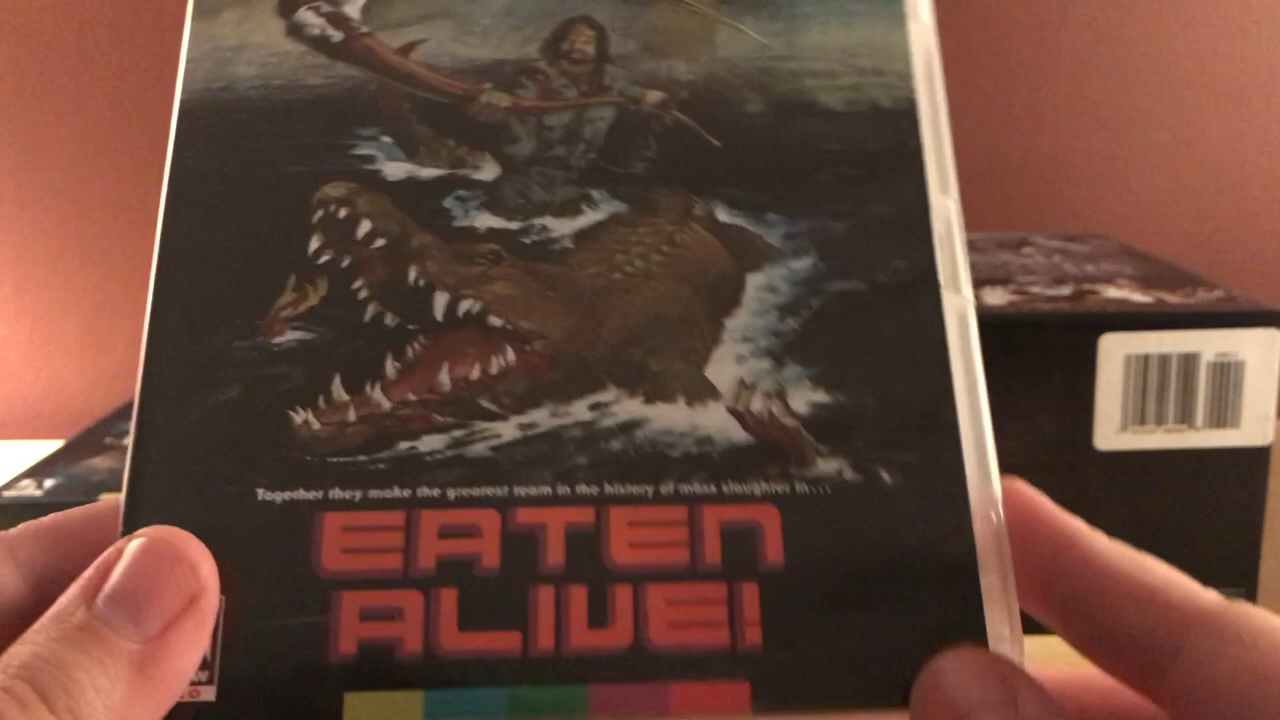 Together they make the greatest team in the history of mass slaughter in...
EATEN
ALIVE!